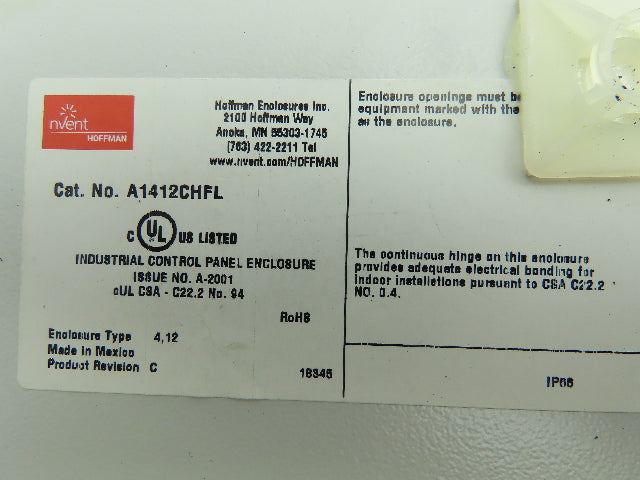 nVent
HOFFMAN
Hoffman Enclosures Inc.
2100 Hoffman Way
Anoka, MN 55303-1745
(763) 422-2211 Tel
www.nvent.com/HOFFMAN
Cat. No. A1412CHFL
C UL US LISTED
INDUSTRIAL CONTROL PANEL ENCLOSURE
ISSUE NO. A-2001
cUL CSA - C22.2 No. 94
RoHS
Enclosure Type 4,12
Made in Mexico
Product Revision C
18345
Enclosure openings must
equipment marked with the
as the enclosure.
The continuous hinge on this enclosure
provides adequate electrical bonding for
indoor installations pursuant to CSA C22.2
NO. 0.4.
IP66